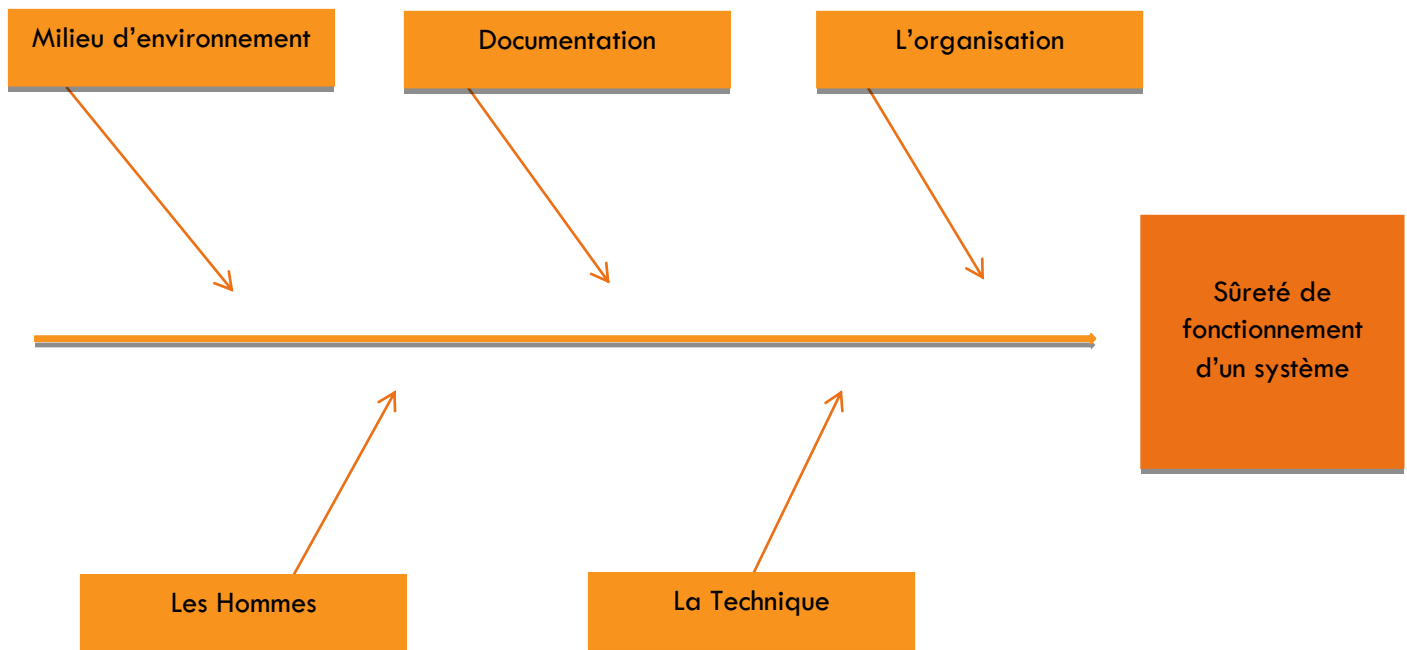 Milieu d’environnement
Documentation
L’organisation
Sûreté de
fonctionnement
d’un système
Les Hommes
La Technique